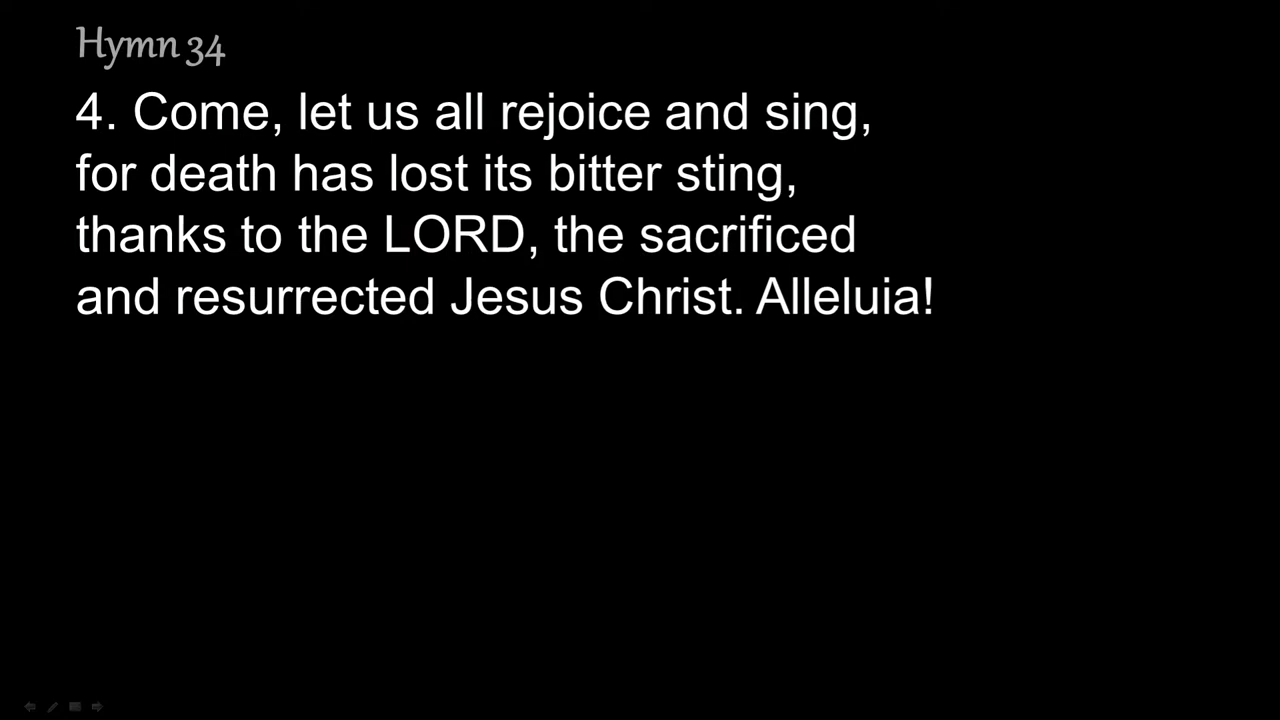 Hymn 34
4. Come, let us all rejoice and sing,
for death has lost its bitter sting,
thanks to the LORD, the sacrificed
and resurrected Jesus Christ. Alleluia!